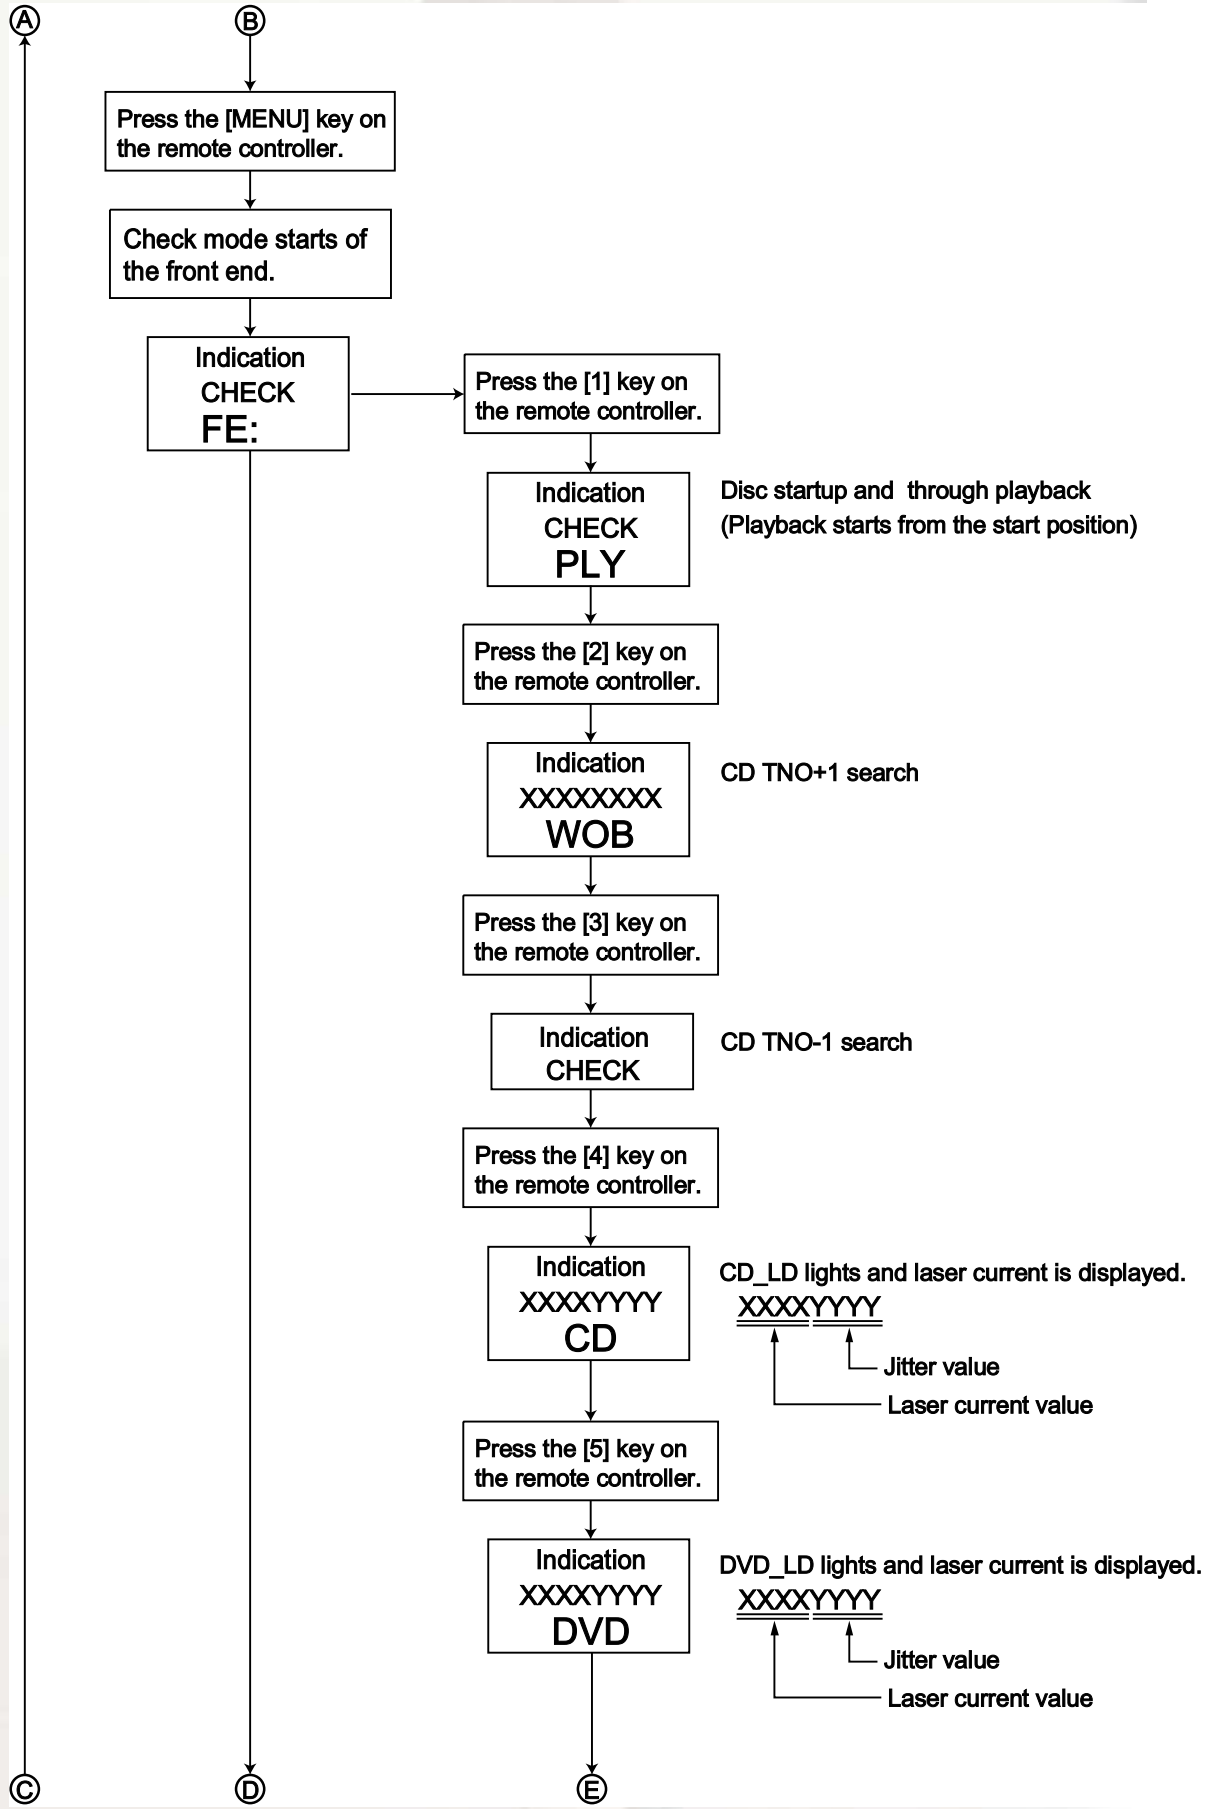 A
B
Press the [MENU] key on
the remote controller.
Check mode starts of
the front end.
Indication
CHECK
FE:
Press the [1] key on
the remote controller.
Indication
CHECK
PLY
Disc startup and through playback
(Playback starts from the start position)
Press the [2] key on
the remote controller.
Indication
XXXXXXXX
WOB
CD TNO+1 search
Press the [3] key on
the remote controller.
Indication
CHECK
CD TNO-1 search
Press the [4] key on
the remote controller.
Indication
XXXXYYYY
CD
CD_LD lights and laser current is displayed.
XXXXYYYY
Jitter value
Laser current value
Press the [5] key on
the remote controller.
Indication
XXXXYYYY
DVD
DVD_LD lights and laser current is displayed.
XXXXYYYY
Jitter value
Laser current value
C
D
E